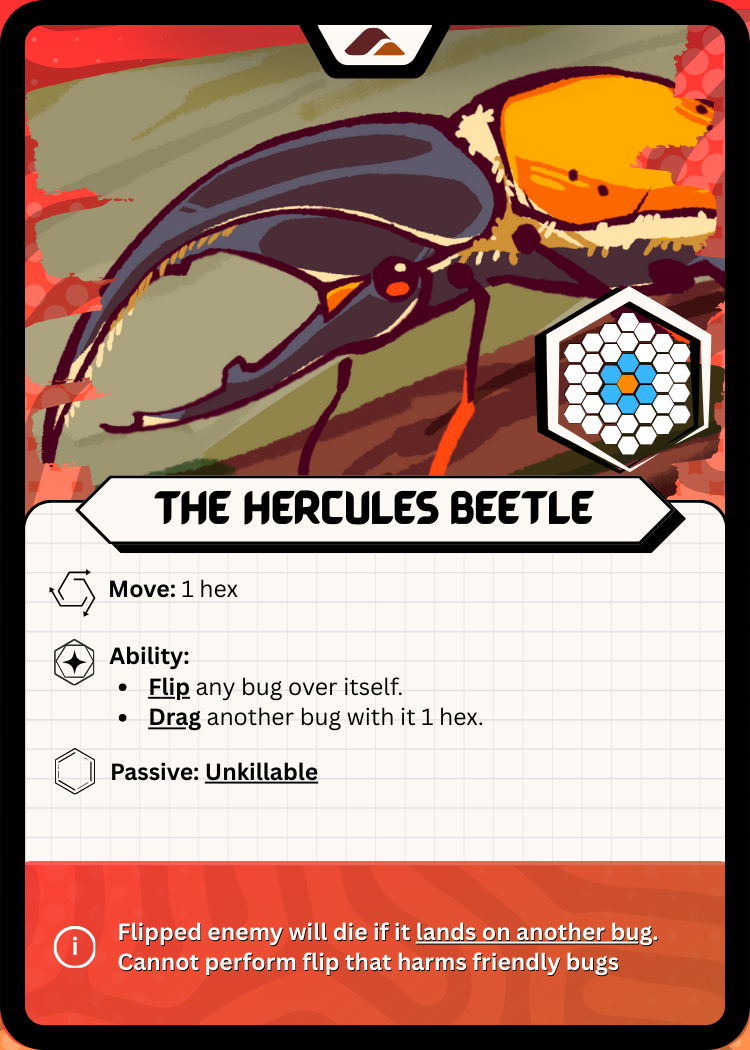 THE HERCULES BEETLE
Move: 1 hex
Ability:
• Flip any bug over itself.
• Drag another bug with it 1 hex.
Passive: Unkillable
i
Flipped enemy will die if it lands on another bug.
Cannot perform flip that harms friendly bugs